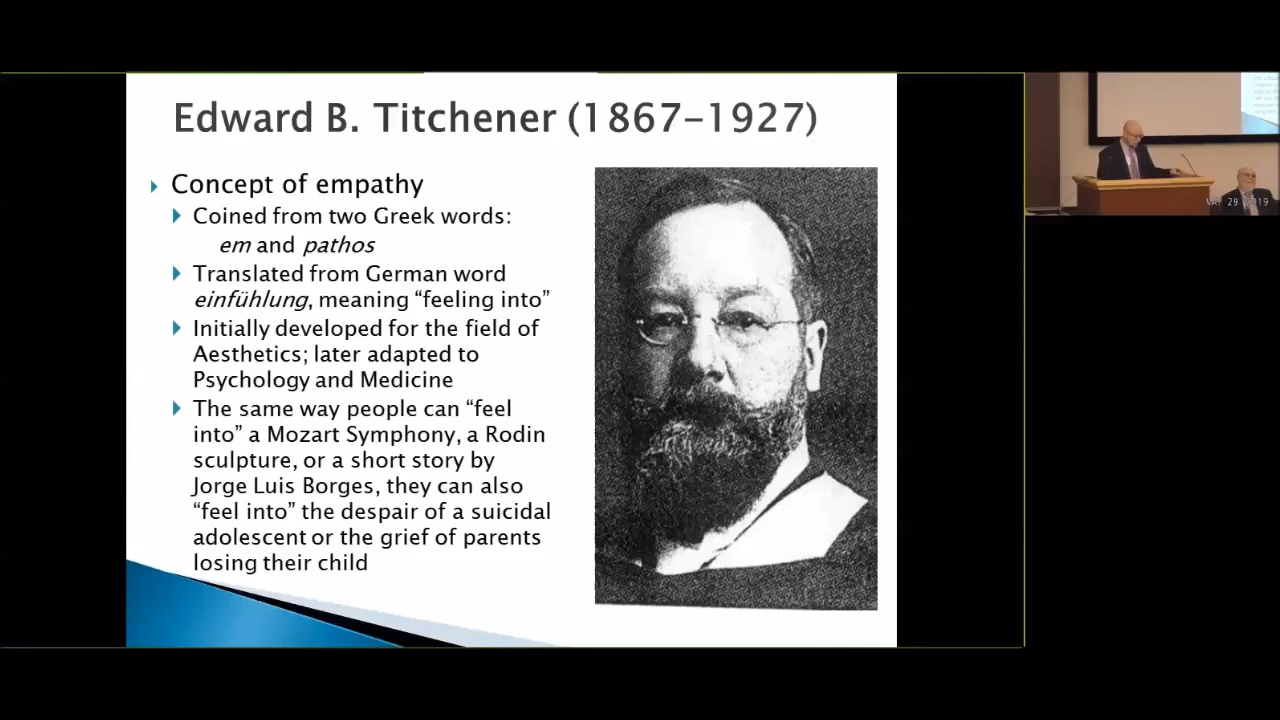 Edward B. Titchener (1867–1927)
Concept of empathy
Coined from two Greek words:
em and pathos
Translated from German word
einfühlung, meaning “feeling into”
Initially developed for the field of
Aesthetics; later adapted to
Psychology and Medicine
The same way people can “feel
into” a Mozart Symphony, a Rodin
sculpture, or a short story by
Jorge Luis Borges, they can also
“feel into” the despair of a suicidal
adolescent or the grief of parents
losing their child
29 2019